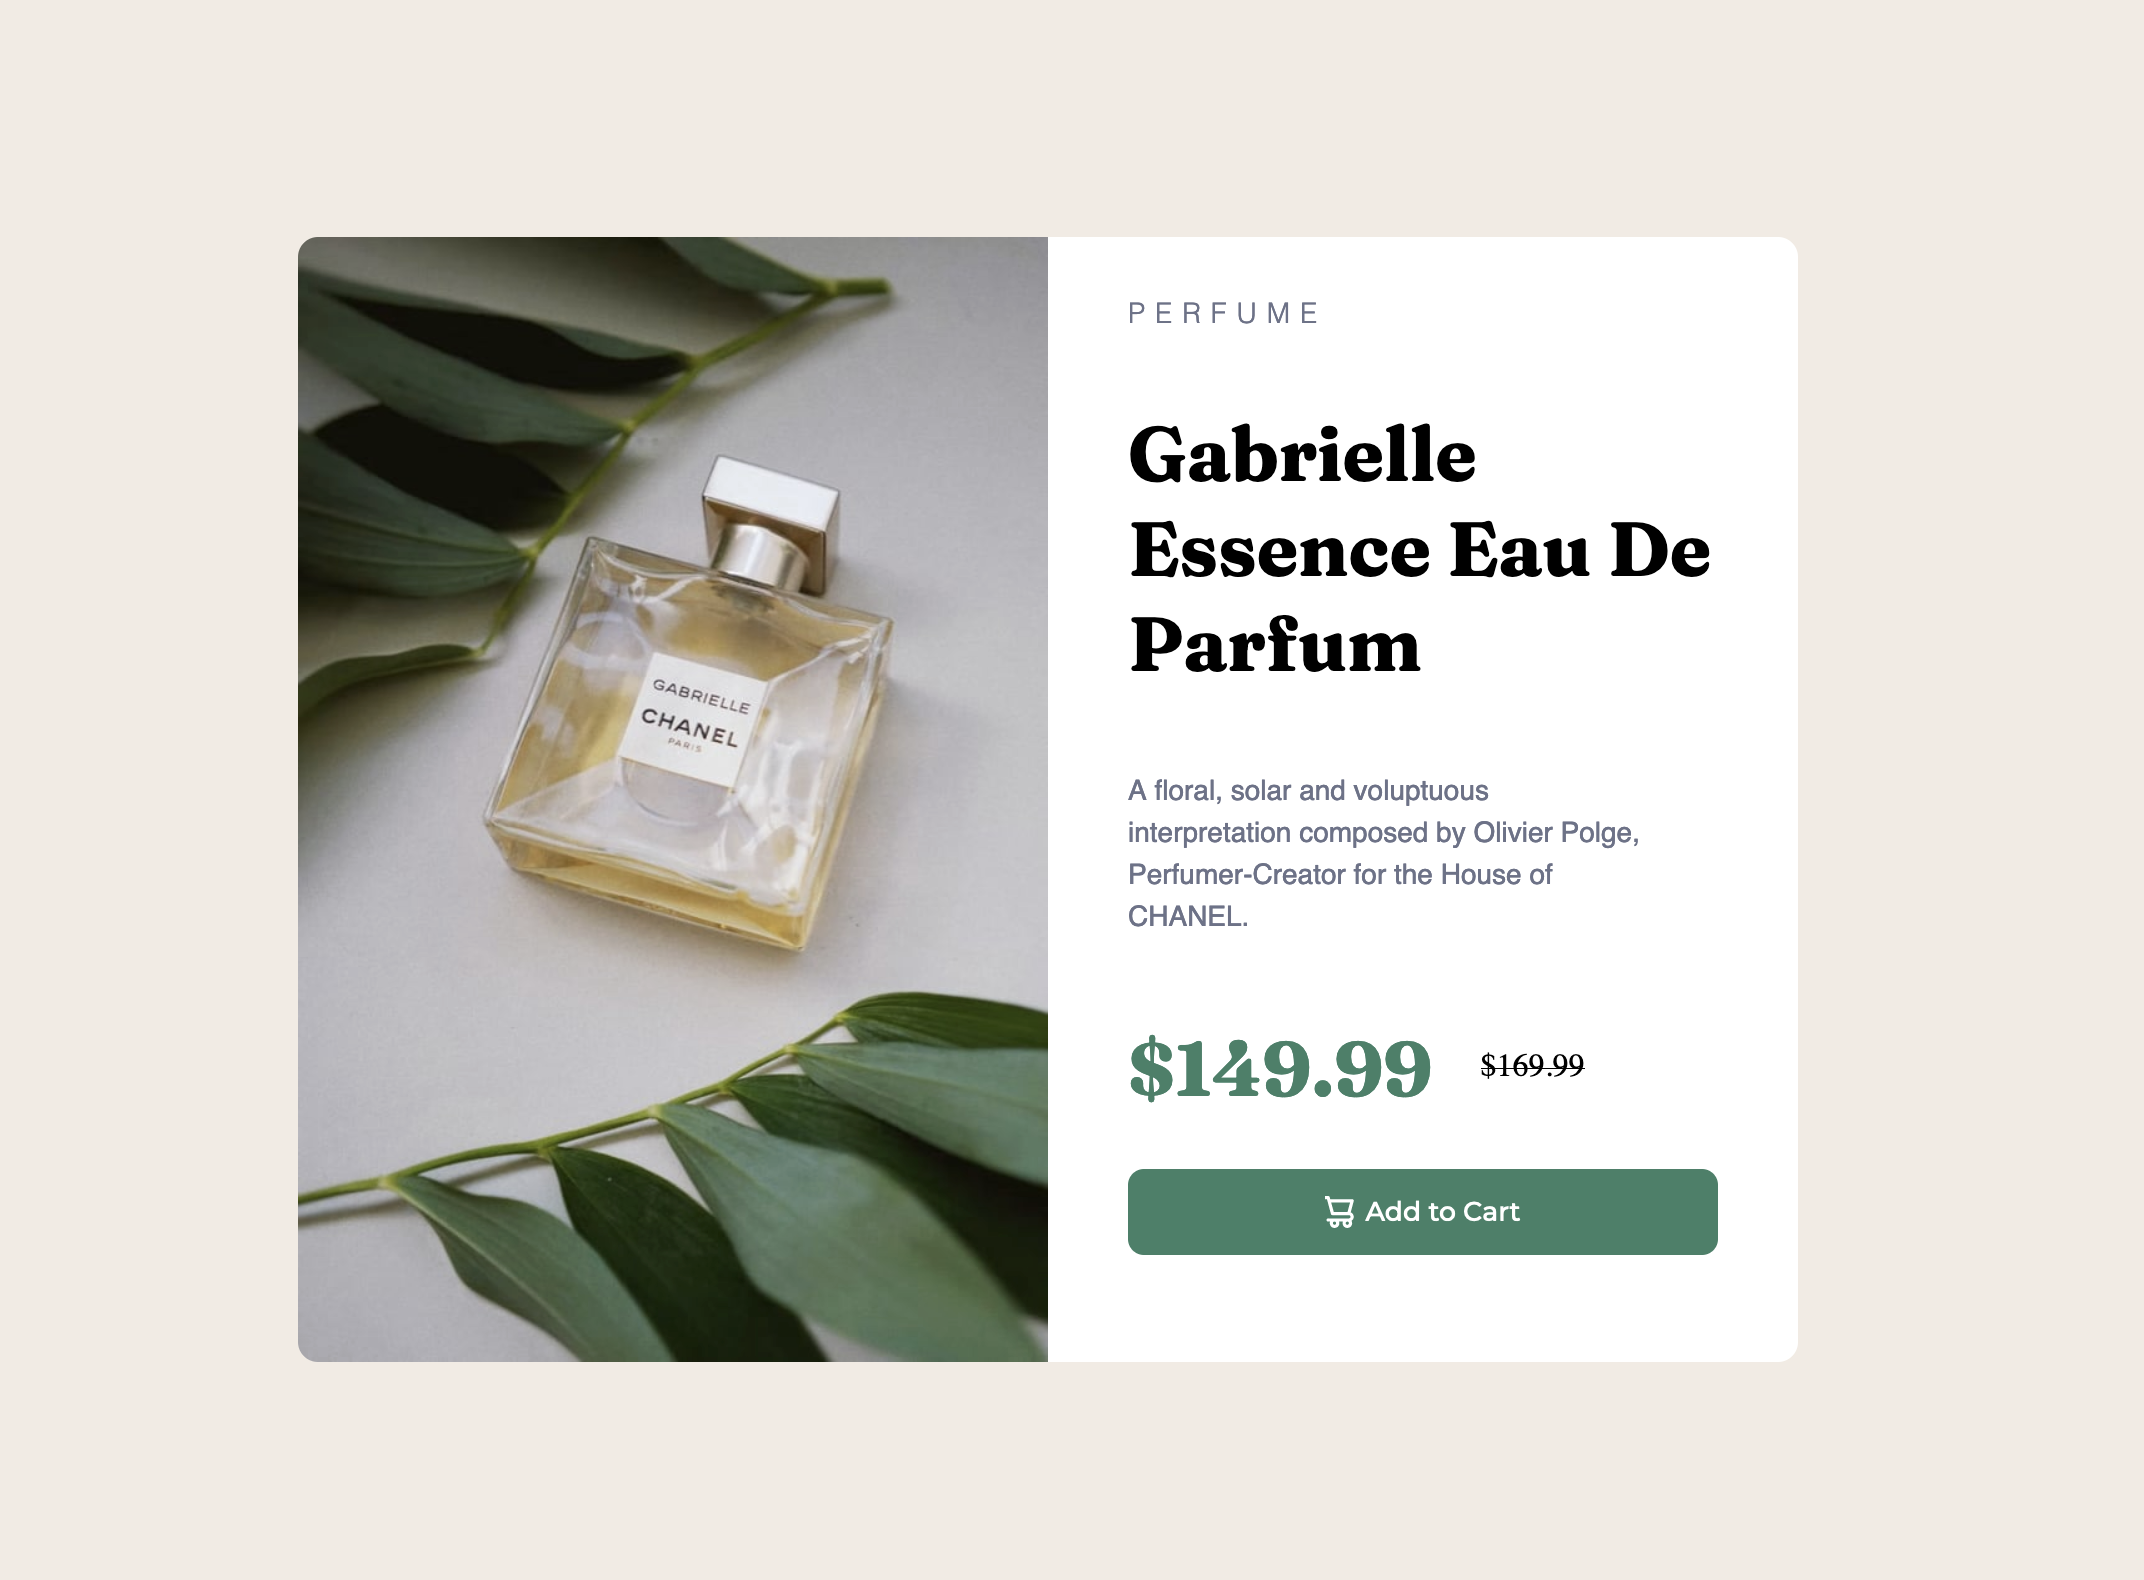 GABRIELLE
CHANEL
PARIS
PERFUME
Gabrielle
Essence Eau De
Parfum
A floral, solar and voluptuous
interpretation composed by Olivier Polge,
Perfumer-Creator for the House of
CHANEL.
$149.99 $169.99
Add to Cart